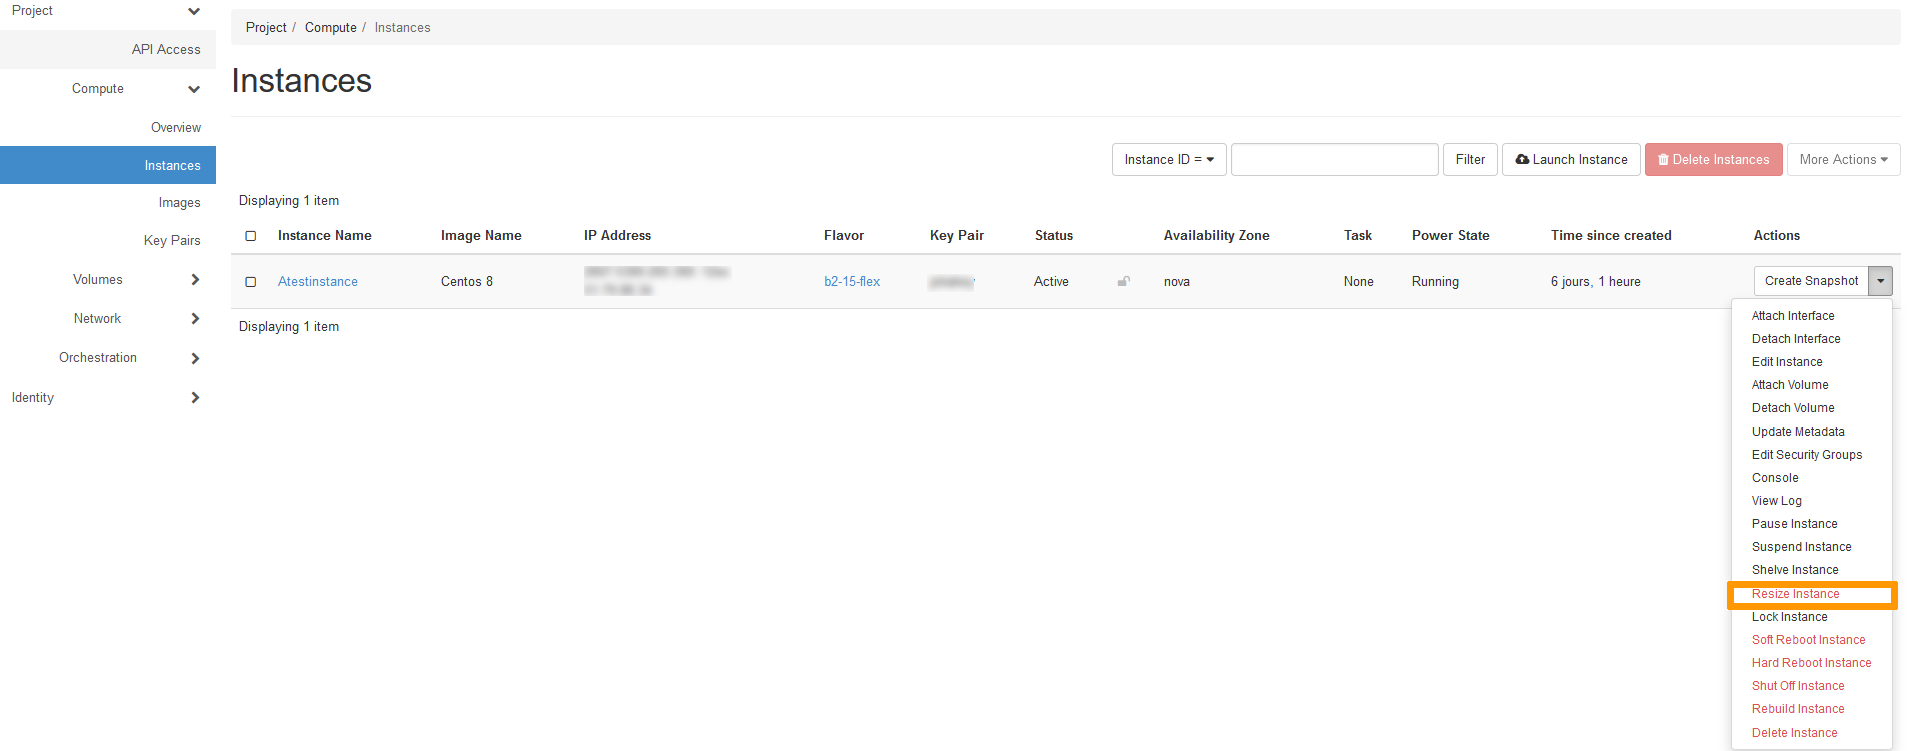 Project
API Access
Compute
Overview
Instances
Images
Key Pairs
Volumes
Network
Orchestration
Identity
Project / Compute / Instances
Instances
Instance ID = Filter Launch Instance Delete Instances More Actions
Displaying 1 item
Instance Name Image Name IP Address Flavor Key Pair Status Availability Zone Task Power State Time since created Actions
Atestinstance Centos 8 b2-15-flex Active nova None Running 6 jours, 1 heure Create Snapshot
Displaying 1 item
Attach Interface
Detach Interface
Edit Instance
Attach Volume
Detach Volume
Update Metadata
Edit Security Groups
Console
View Log
Pause Instance
Suspend Instance
Shelve Instance
Resize Instance
Lock Instance
Soft Reboot Instance
Hard Reboot Instance
Shut Off Instance
Rebuild Instance
Delete Instance